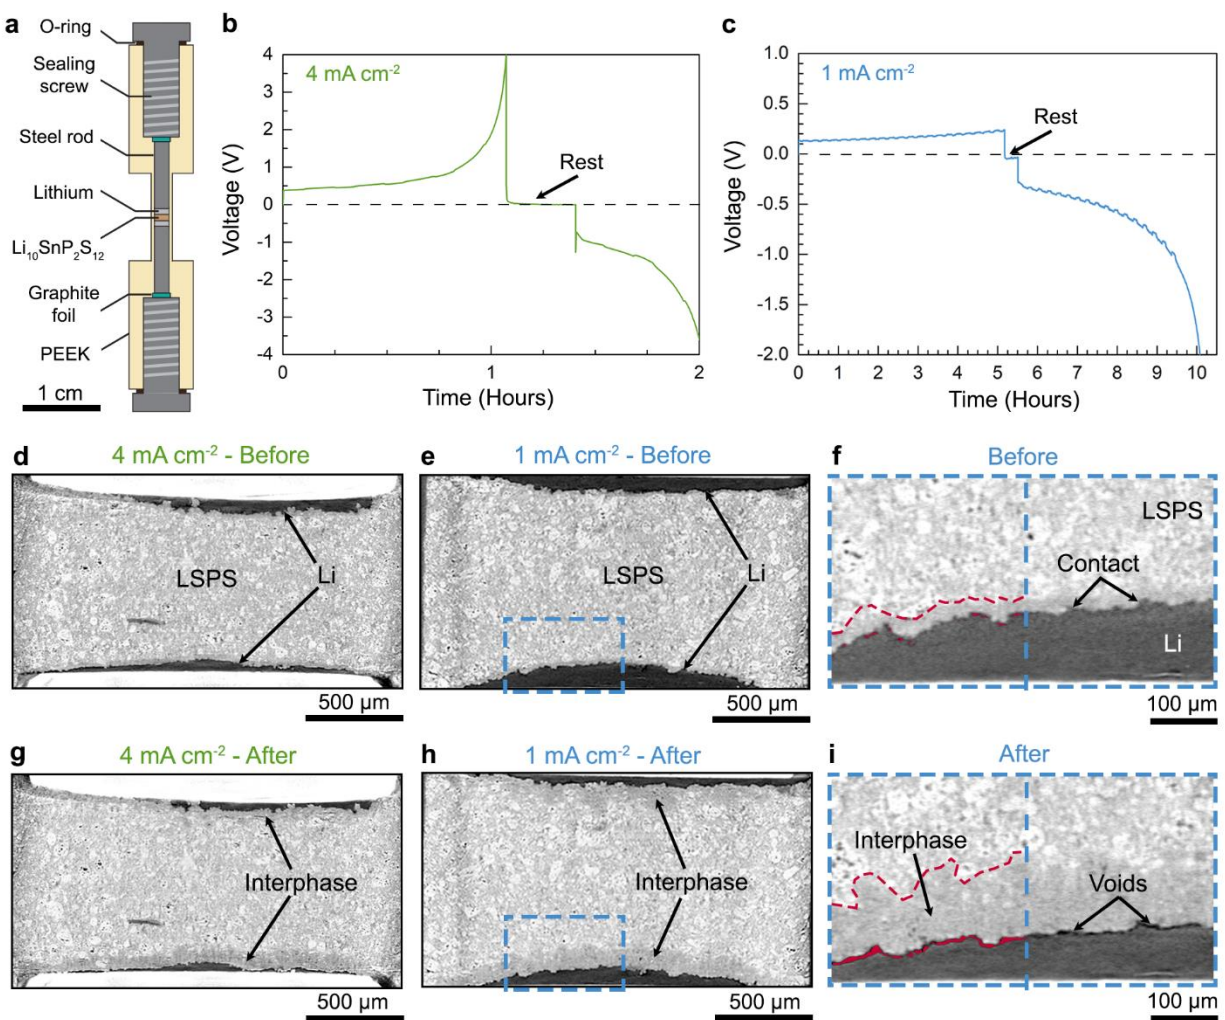 a
O-ring
Sealing
screw
Steel rod
Lithium
Li₁₀SnP₂S₁₂
Graphite
foil
PEEK
1 cm
b
4 mA cm⁻²
Rest
Voltage (V)
4
3
2
1
0
-1
-2
-3
-4
0
1
2
Time (Hours)
c
1 mA cm⁻²
Rest
Voltage (V)
1.0
0.5
0.0
-0.5
-1.0
-1.5
-2.0
0 1 2 3 4 5 6 7 8 9 10
Time (Hours)
d
4 mA cm⁻² - Before
LSPS
Li
500 µm
e
1 mA cm⁻² - Before
LSPS
Li
500 µm
f
Before
LSPS
Contact
Li
100 µm
g
4 mA cm⁻² - After
Interphase
500 µm
h
1 mA cm⁻² - After
Interphase
500 µm
i
After
Interphase
Voids
100 µm